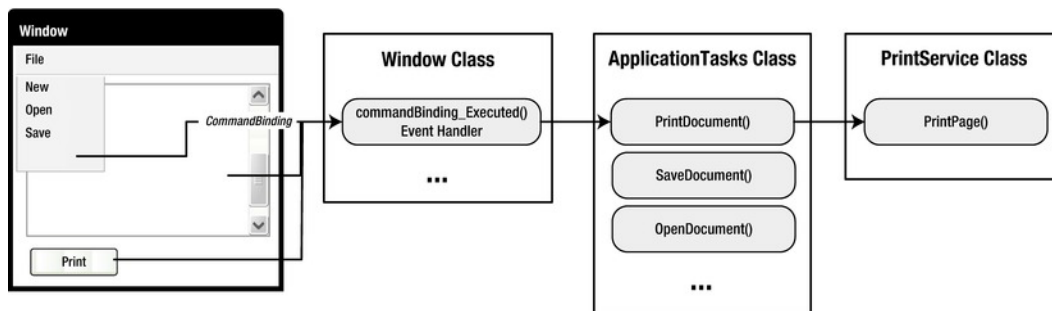 Window
File
New
Open
Save
CommandBinding
Print
Window Class
commandBinding_Executed()
Event Handler
...
ApplicationTasks Class
PrintDocument()
SaveDocument()
OpenDocument()
...
PrintService Class
PrintPage()